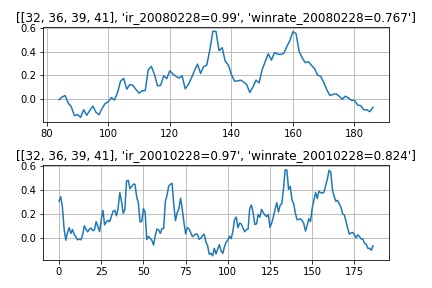 [[32, 36, 39, 41], 'ir_20080228=0.99', 'winrate_20080228=0.767']
0.6
0.4
0.2
0.0
80 100 120 140 160 180
[[32, 36, 39, 41], 'ir_20010228=0.97', 'winrate_20010228=0.824']
0.6
0.4
0.2
0.0
0 25 50 75 100 125 150 175